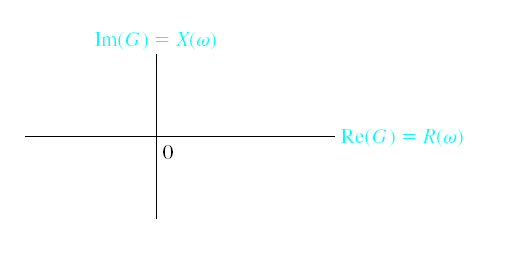 Im(G) = X(ω)
Re(G) = R(ω)
0